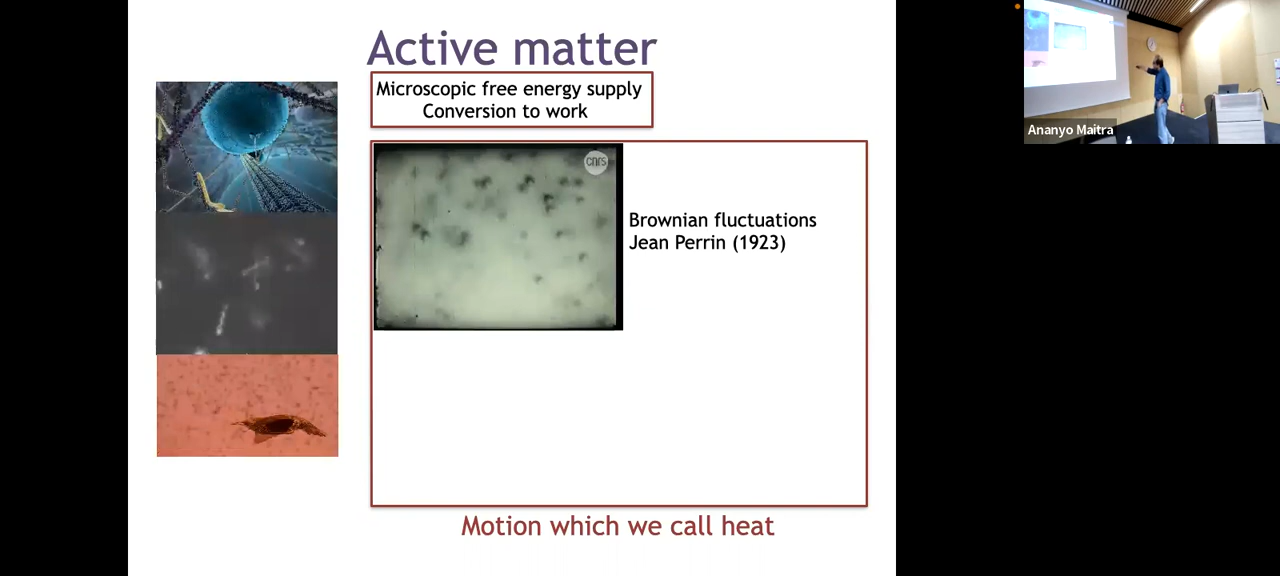 Active matter
Microscopic free energy supply
Conversion to work
cnrs
Brownian fluctuations
Jean Perrin (1923)
Motion which we call heat
Ananyo Maitra